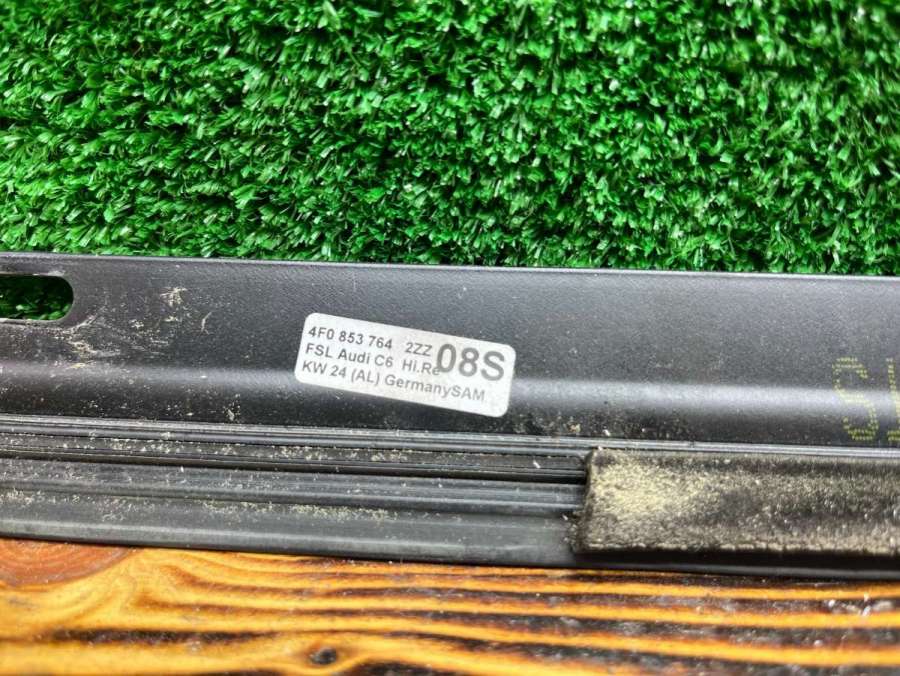 4F0 853 764 2ZZ 08S
FSL Audi C6 Hi.Re
KW 24 (AL) GermanySAM